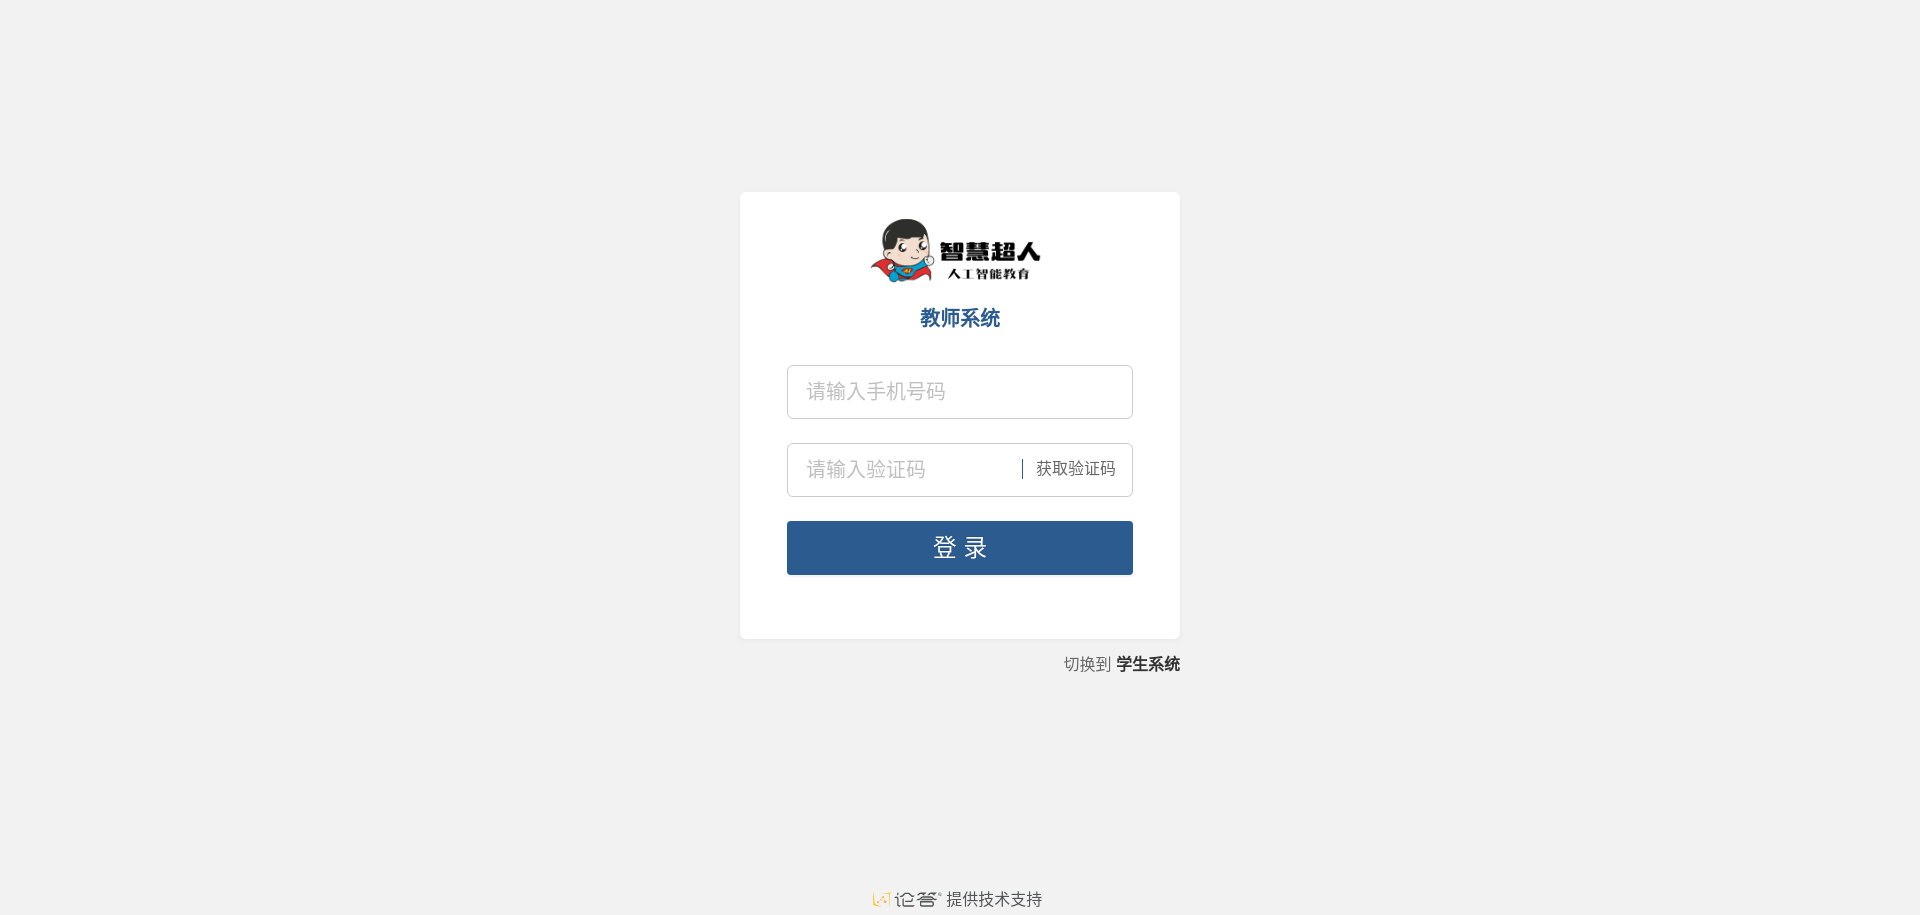 智慧超人
人工智能教育
教师系统
请输入手机号码
请输入验证码 获取验证码
登 录
切换到 学生系统
论答® 提供技术支持